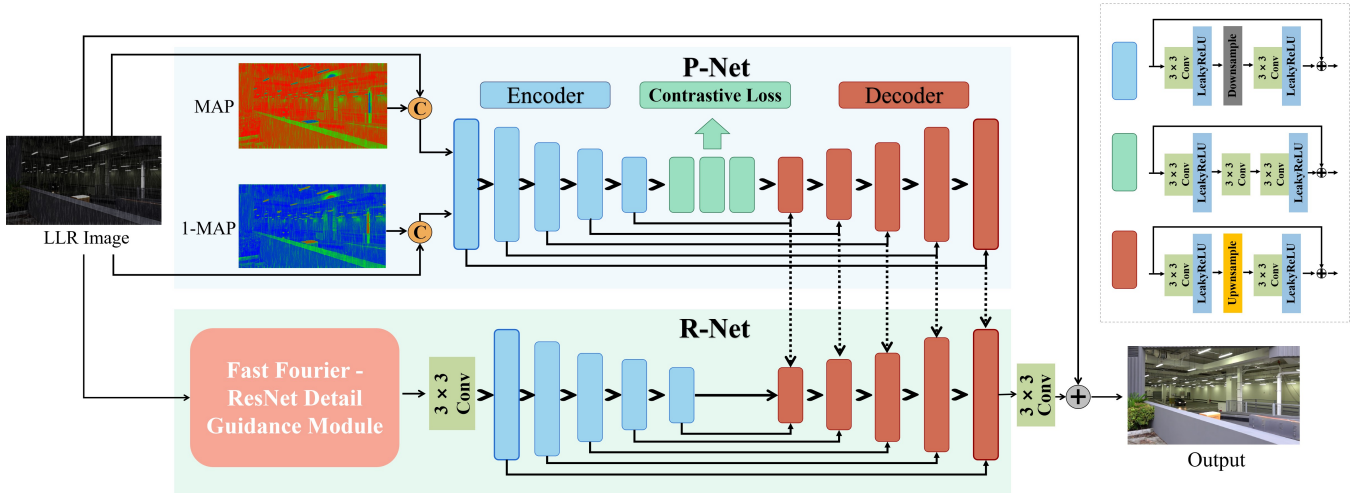 P-Net
MAP
C
Encoder
Contrastive Loss
Decoder
1-MAP
C
LLR Image
R-Net
Fast Fourier -
ResNet Detail
Guidance Module
3 × 3
Conv
3 × 3
Conv
Output
3 × 3
Conv
LeakyReLU
Downsample
3 × 3
Conv
LeakyReLU
3 × 3
Conv
LeakyReLU
3 × 3
Conv
3 × 3
Conv
LeakyReLU
3 × 3
Conv
LeakyReLU
Upwnsample
3 × 3
Conv
LeakyReLU